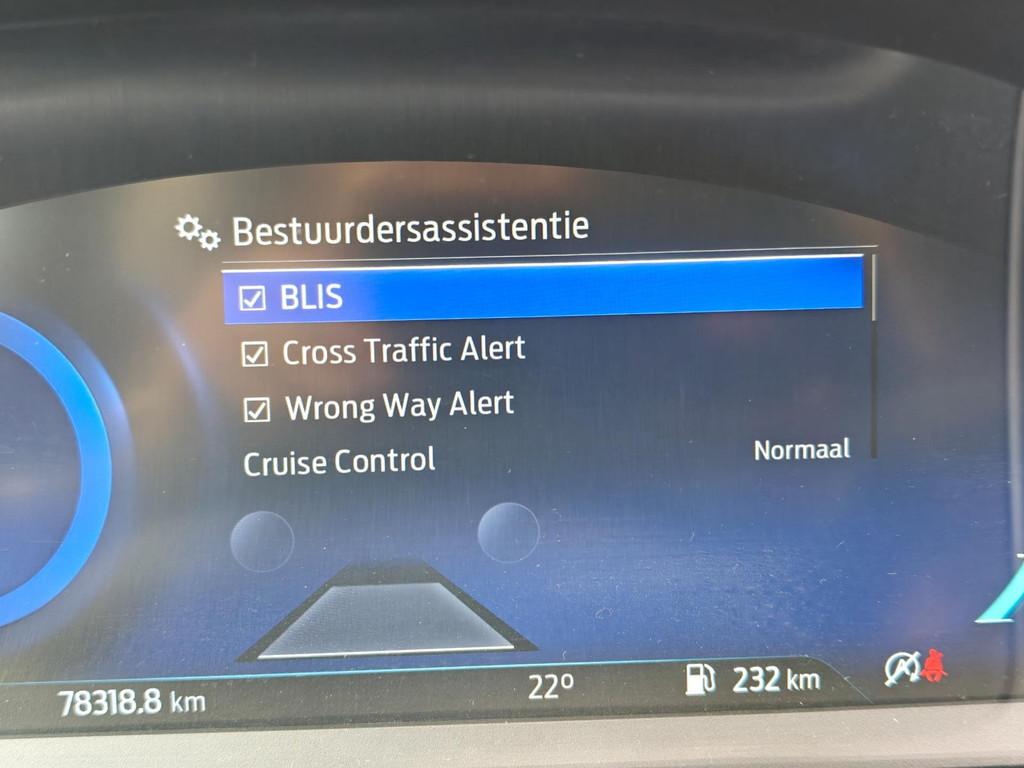 Bestuurdersassistentie
BLIS
Cross Traffic Alert
Wrong Way Alert
Cruise Control Normaal
78318.8 km 22º 232 km